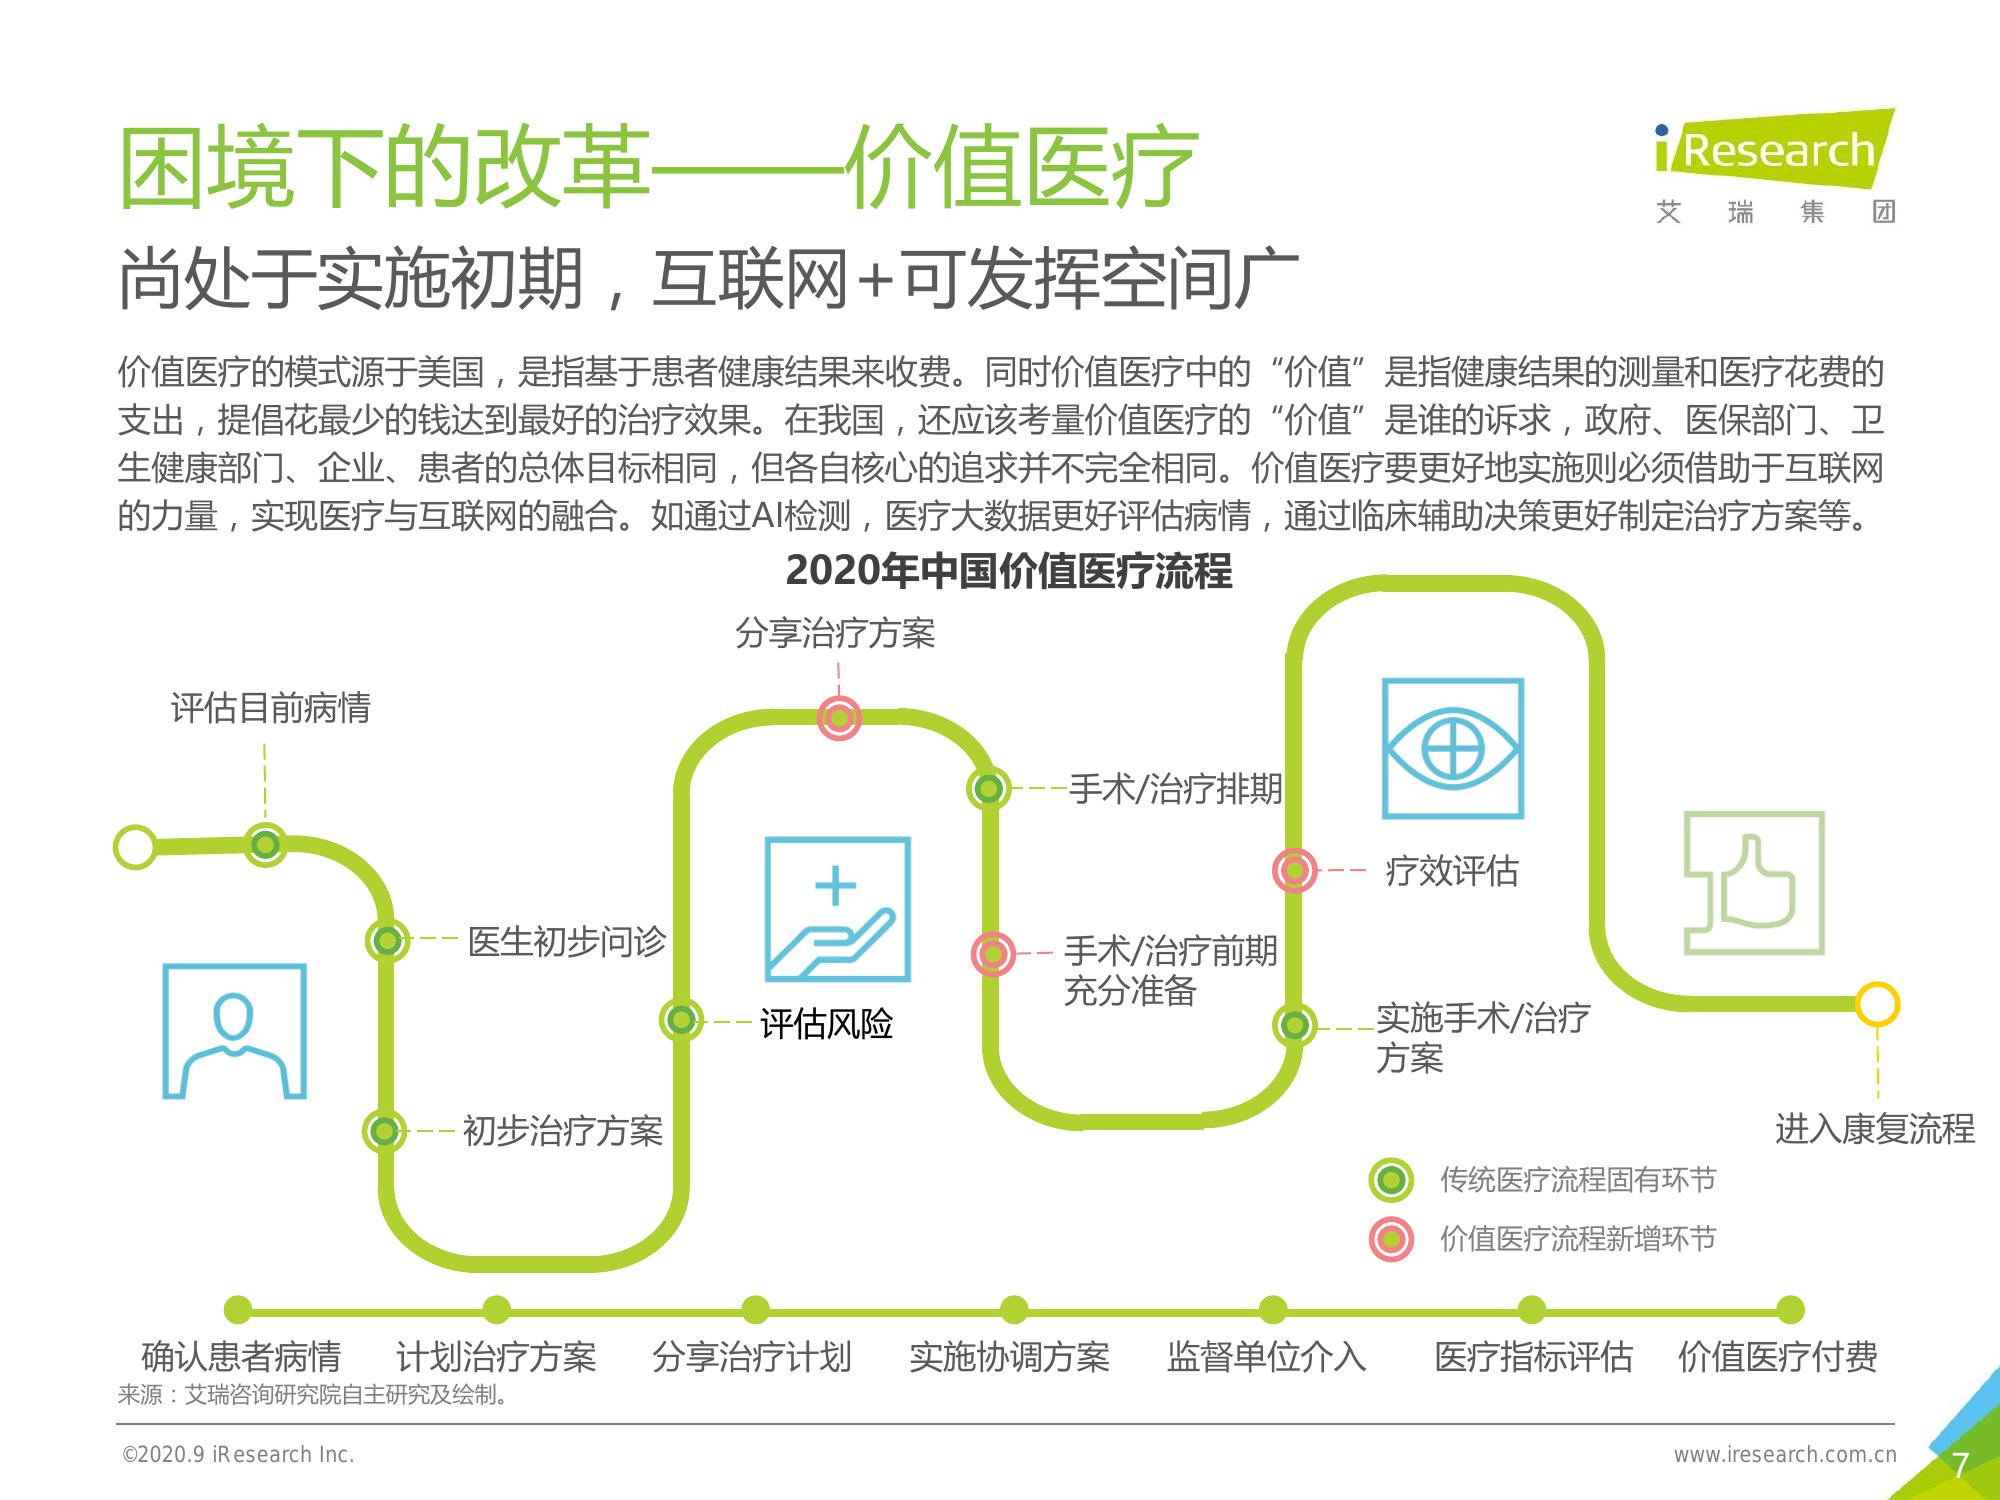 困境下的改革——价值医疗
iResearch
艾瑞集团
尚处于实施初期，互联网+可发挥空间广
价值医疗的模式源于美国，是指基于患者健康结果来收费。同时价值医疗中的“价值”是指健康结果的测量和医疗花费的
支出，提倡花最少的钱达到最好的治疗效果。在我国，还应该考量价值医疗的“价值”是谁的诉求，政府、医保部门、卫
生健康部门、企业、患者的总体目标相同，但各自核心的追求并不完全相同。价值医疗要更好地实施则必须借助于互联网
的力量，实现医疗与互联网的融合。如通过AI检测，医疗大数据更好评估病情，通过临床辅助决策更好制定治疗方案等。
2020年中国价值医疗流程
分享治疗方案
评估目前病情
手术/治疗排期
疗效评估
医生初步问诊
手术/治疗前期
充分准备
评估风险
实施手术/治疗
方案
初步治疗方案
进入康复流程
传统医疗流程固有环节
价值医疗流程新增环节
确认患者病情
计划治疗方案
分享治疗计划
实施协调方案
监督单位介入
医疗指标评估
价值医疗付费
来源：艾瑞咨询研究院自主研究及绘制。
©2020.9 iResearch Inc.
www.iresearch.com.cn
7